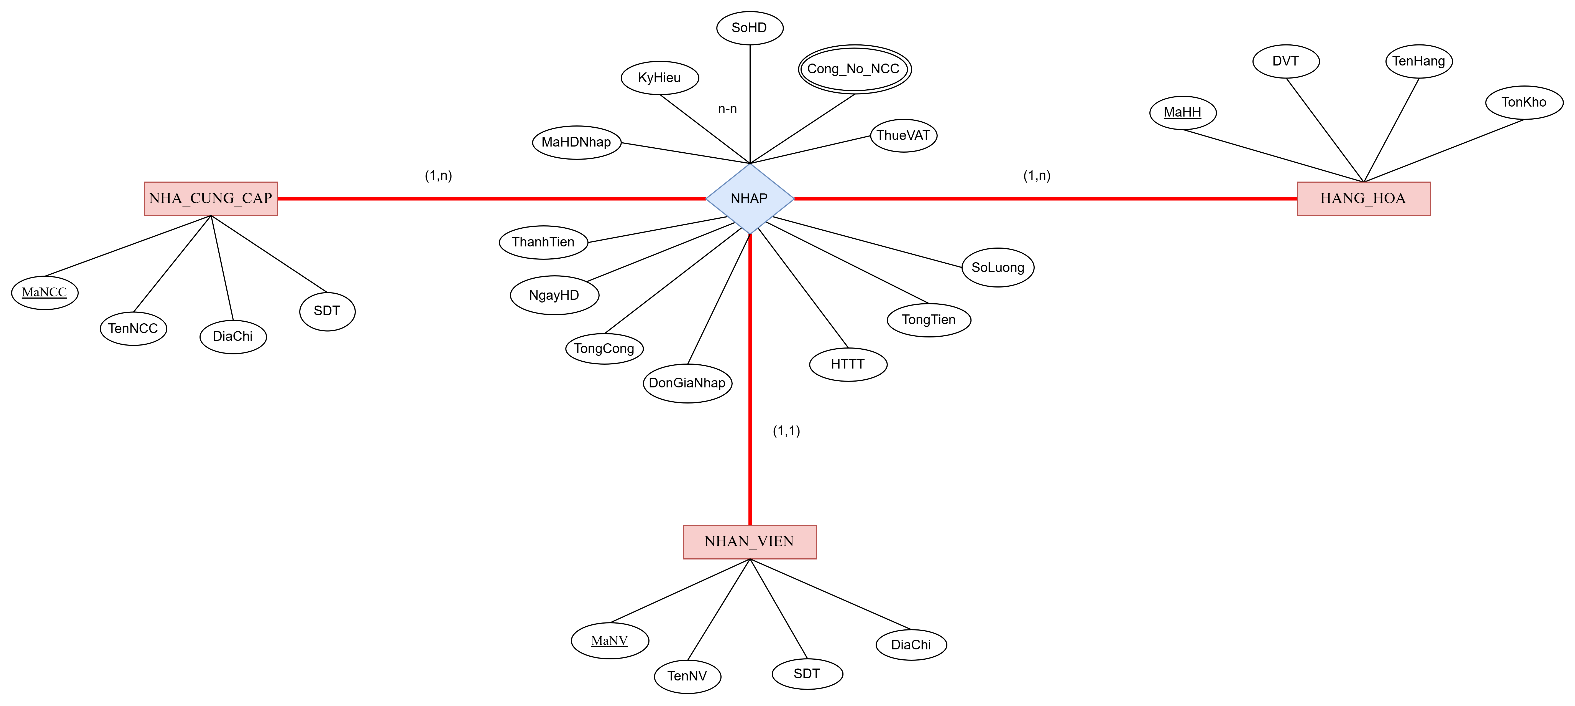 SoHD
Cong_No_NCC
KyHieu
n-n
MaHDNhap
ThueVAT
DVT
TenHang
MaHH
TonKho
(1,n)
(1,n)
NHA_CUNG_CAP
NHAP
HANG_HOA
ThanhTien
SoLuong
MaNCC
NgayHD
SDT
TenNCC
DiaChi
TongTien
TongCong
HTTT
DonGiaNhap
(1,1)
NHAN_VIEN
MaNV
DiaChi
TenNV
SDT